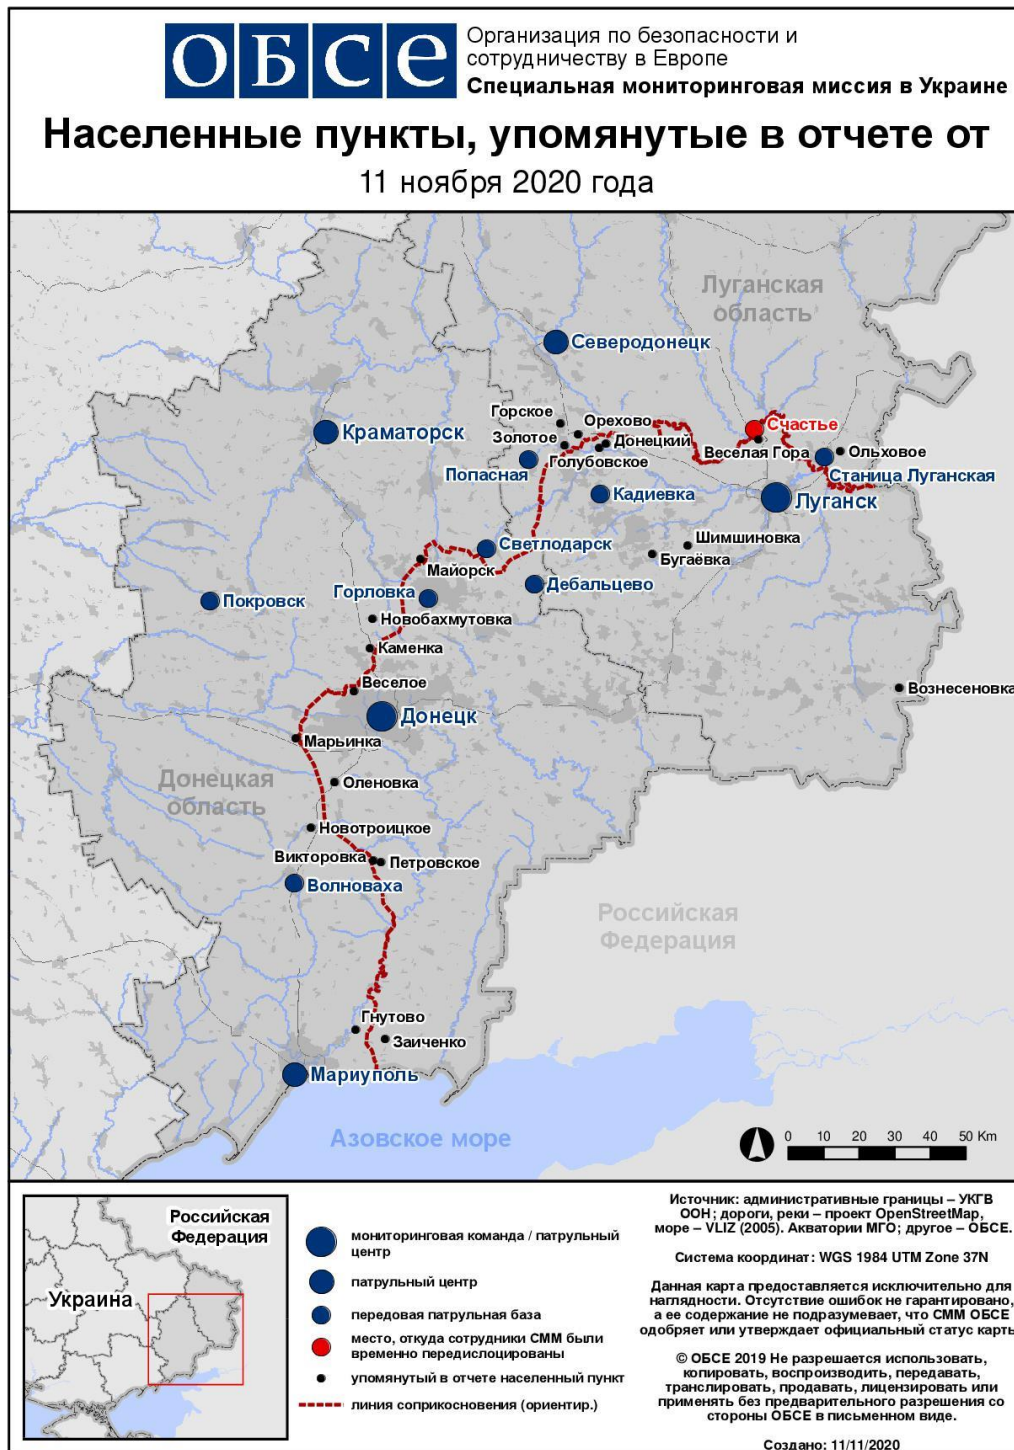 ОБСЕ
Организация по безопасности и
сотрудничеству в Европе
Специальная мониторинговая миссия в Украине
Населенные пункты, упомянутые в отчете от
11 ноября 2020 года
Луганская
область
Северодонецк
Горское
Орехово
Счастье
Краматорск
Золотое
Донецкий
Веселая Гора
Ольховое
Голубовское
Попасная
Станица Луганская
Кадиевка
Луганск
Шимшиновка
Светлодарск
Бугаёвка
Майорск
Дебальцево
Горловка
Покровск
Новобахмутовка
Каменка
Веселое
Вознесеновка
Донецк
Марьинка
Донецкая
область
Оленовка
Новотроицкое
Викторовка
Петровское
Волноваха
Российская
Федерация
Гнутово
Заиченко
Мариуполь
Азовское море
0 10 20 30 40 50 Km
Российская
Федерация
Украина
мониторинговая команда / патрульный
центр
патрульный центр
передовая патрульная база
место, откуда сотрудники СММ были
временно передислоцированы
упомянутый в отчете населенный пункт
линия соприкосновения (ориентир.)
Источник: административные границы – УКГВ
ООН; дороги, реки – проект OpenStreetMap,
море – VLIZ (2005). Акватории МГО; другое – ОБСЕ.
Система координат: WGS 1984 UTM Zone 37N
Данная карта предоставляется исключительно для
наглядности. Отсутствие ошибок не гарантировано,
а ее содержание не подразумевает, что СММ ОБСЕ
одобряет или утверждает официальный статус карты
© ОБСЕ 2019 Не разрешается использовать,
копировать, воспроизводить, передавать,
транслировать, продавать, лицензировать или
применять без предварительного разрешения со
стороны ОБСЕ в письменном виде.
Создано: 11/11/2020